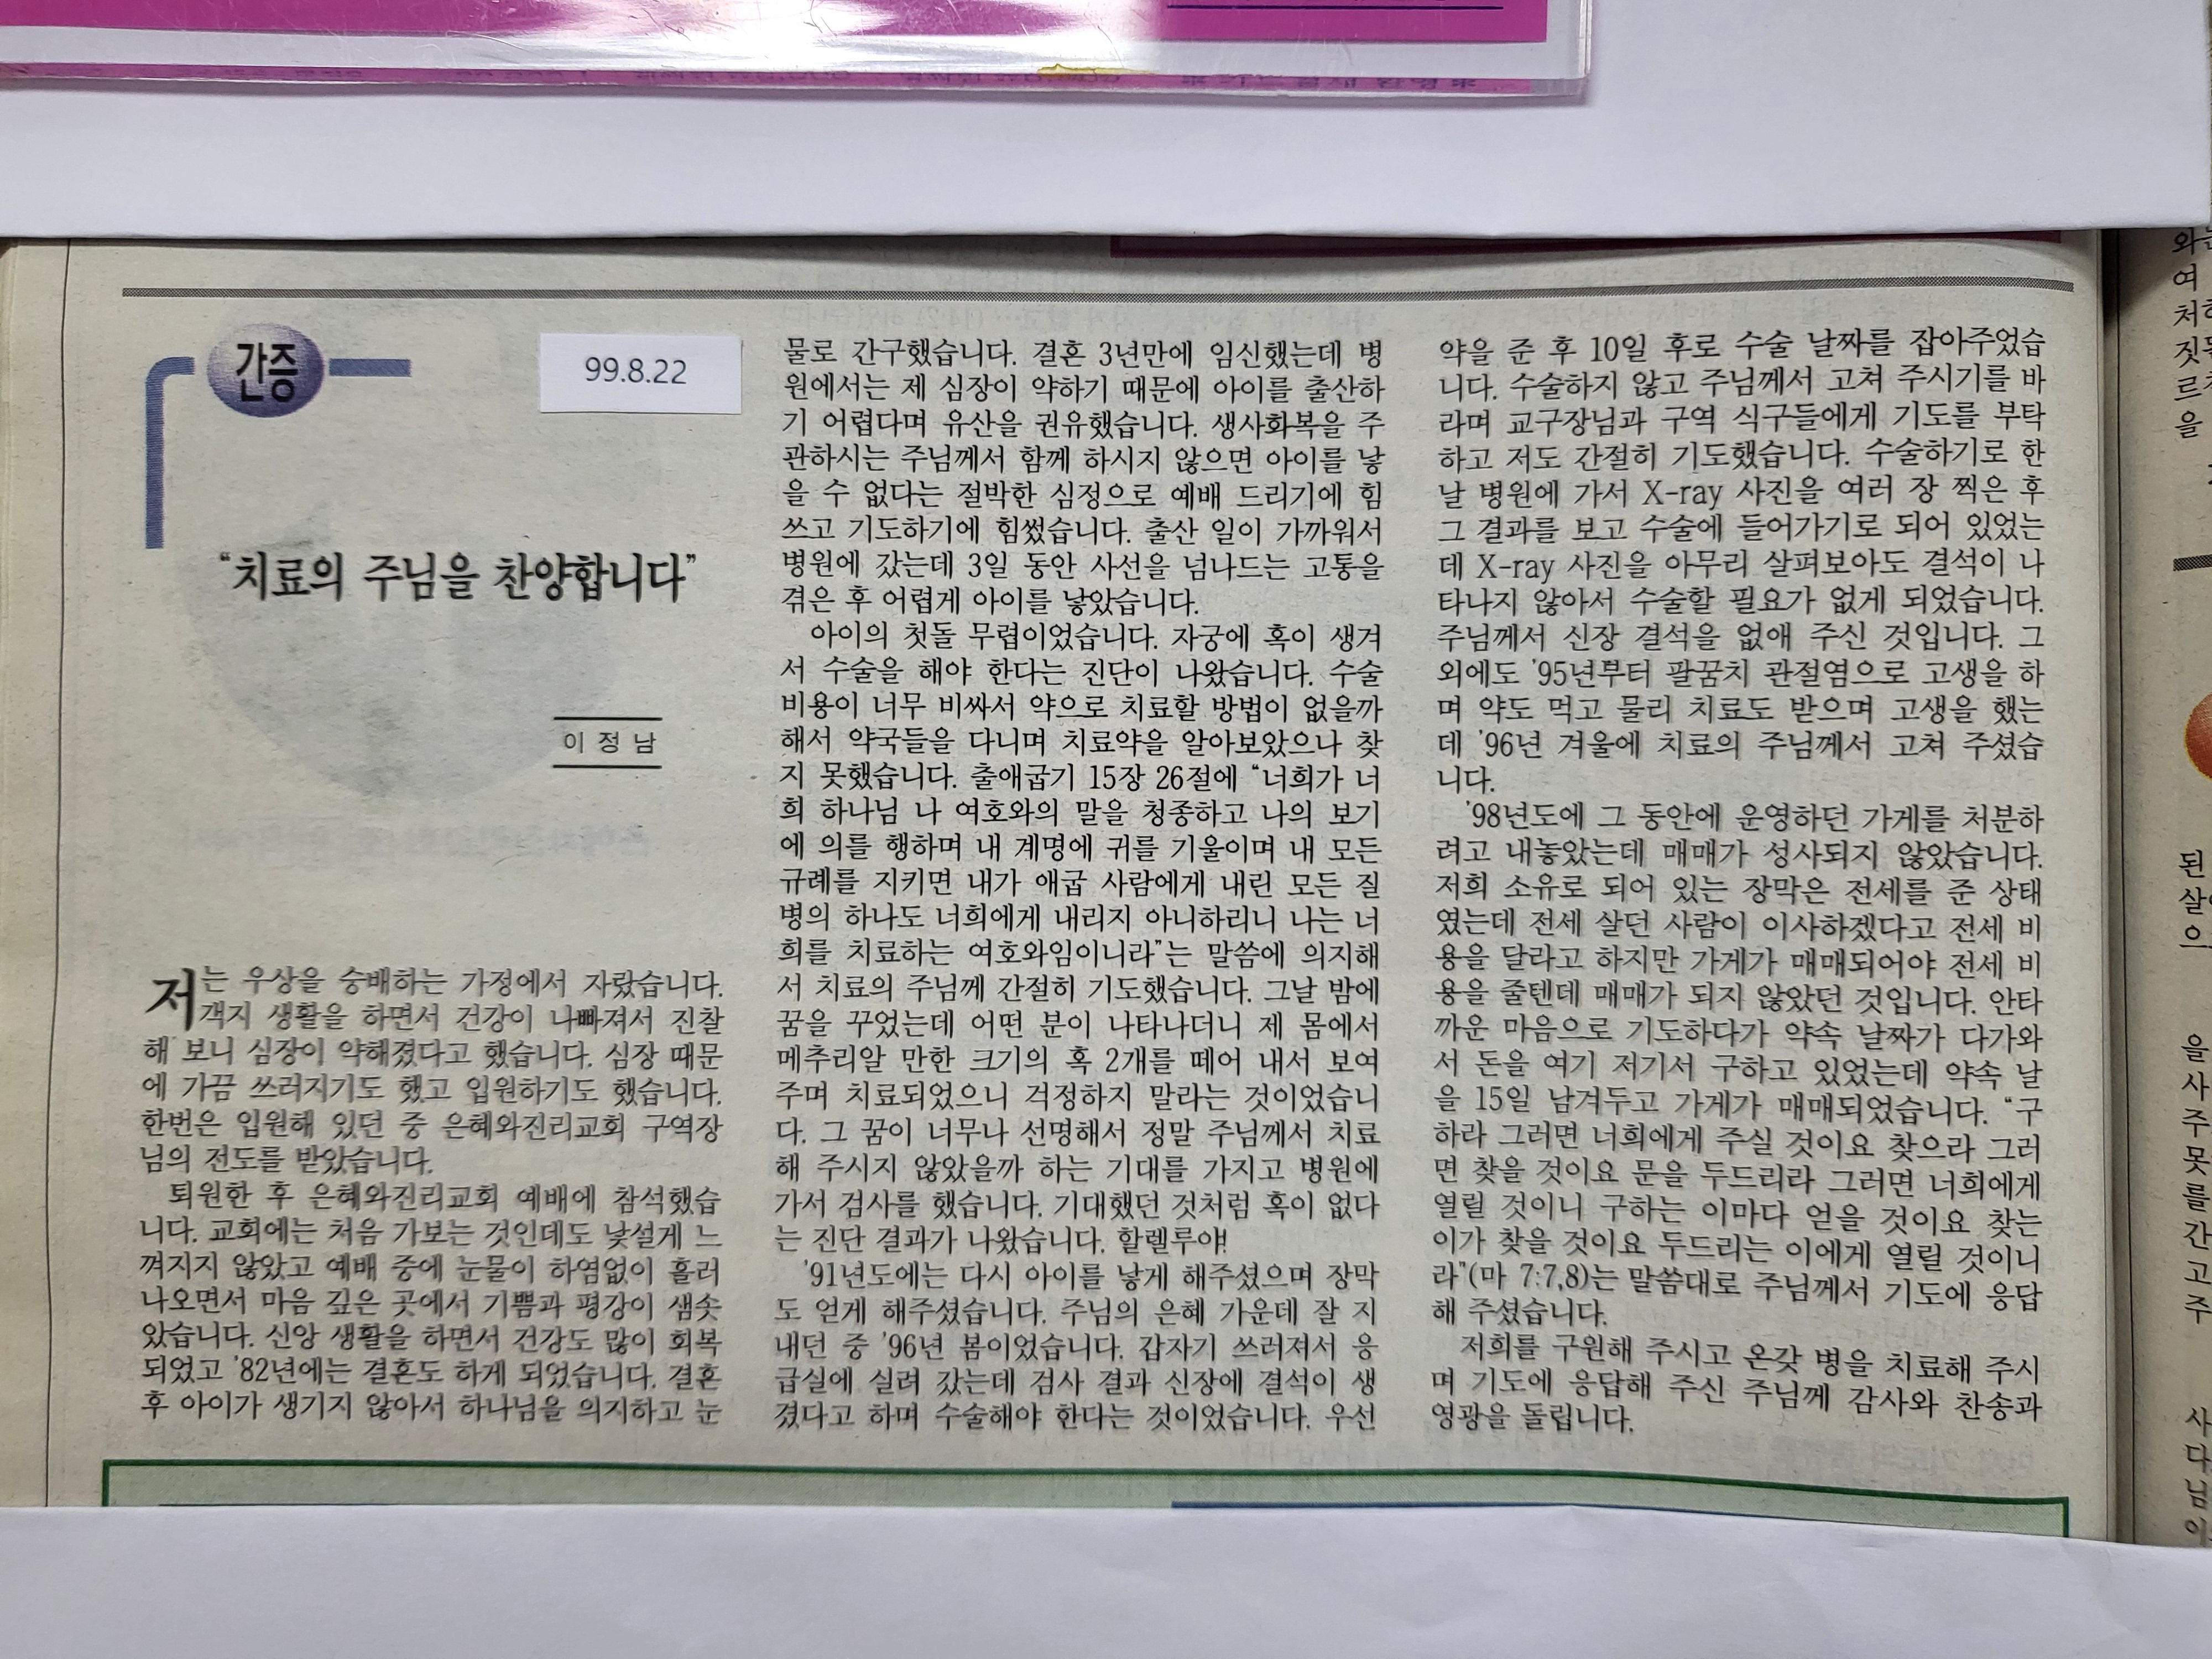 간증
99.8.22
“치료의 주님을 찬양합니다”
이 정 남
저는 우상을 숭배하는 가정에서 자랐습니다.
객지 생활을 하면서 건강이 나빠져서 진찰
해 보니 심장이 약해졌다고 했습니다. 심장 때문
에 가끔 쓰러지기도 했고 입원하기도 했습니다.
한번은 입원해 있던 중 은혜와진리교회 구역장
님의 전도를 받았습니다.
퇴원한 후 은혜와진리교회 예배에 참석했습
니다. 교회에는 처음 가보는 것인데도 낯설게 느
껴지지 않았고 예배 중에 눈물이 하염없이 흘러
나오면서 마음 깊은 곳에서 기쁨과 평강이 샘솟
았습니다. 신앙 생활을 하면서 건강도 많이 회복
되었고 '82년에는 결혼도 하게 되었습니다. 결혼
후 아이가 생기지 않아서 하나님을 의지하고 눈
물로 간구했습니다. 결혼 3년만에 임신했는데 병
원에서는 제 심장이 약하기 때문에 아이를 출산하
기 어렵다며 유산을 권유했습니다. 생사화복을 주
관하시는 주님께서 함께 하시지 않으면 아이를 낳
을 수 없다는 절박한 심정으로 예배 드리기에 힘
쓰고 기도하기에 힘썼습니다. 출산 일이 가까워서
병원에 갔는데 3일 동안 사선을 넘나드는 고통을
겪은 후 어렵게 아이를 낳았습니다.
아이의 첫돌 무렵이었습니다. 자궁에 혹이 생겨
서 수술을 해야 한다는 진단이 나왔습니다. 수술
비용이 너무 비싸서 약으로 치료할 방법이 없을까
해서 약국들을 다니며 치료약을 알아보았으나 찾
지 못했습니다. 출애굽기 15장 26절에 “너희가 너
희 하나님 나 여호와의 말을 청종하고 나의 보기
에 의를 행하며 내 계명에 귀를 기울이며 내 모든
규례를 지키면 내가 애굽 사람에게 내린 모든 질
병의 하나도 너희에게 내리지 아니하리니 나는 너
희를 치료하는 여호와임이니라”는 말씀에 의지해
서 치료의 주님께 간절히 기도했습니다. 그날 밤에
꿈을 꾸었는데 어떤 분이 나타나더니 제 몸에서
메추리알 만한 크기의 혹 2개를 떼어 내서 보여
주며 치료되었으니 걱정하지 말라는 것이었습니
다. 그 꿈이 너무나 선명해서 정말 주님께서 치료
해 주시지 않았을까 하는 기대를 가지고 병원에
가서 검사를 했습니다. 기대했던 것처럼 혹이 없다
는 진단 결과가 나왔습니다. 할렐루야!
'91년도에는 다시 아이를 낳게 해주셨으며 장막
도 얻게 해주셨습니다. 주님의 은혜 가운데 잘 지
내던 중 '96년 봄이었습니다. 갑자기 쓰러져서 응
급실에 실려 갔는데 검사 결과 신장에 결석이 생
겼다고 하며 수술해야 한다는 것이었습니다. 우선
약을 준 후 10일 후로 수술 날짜를 잡아주었습
니다. 수술하지 않고 주님께서 고쳐 주시기를 바
라며 교구장님과 구역 식구들에게 기도를 부탁
하고 저도 간절히 기도했습니다. 수술하기로 한
날 병원에 가서 X-ray 사진을 여러 장 찍은 후
그 결과를 보고 수술에 들어가기로 되어 있었는
데 X-ray 사진을 아무리 살펴보아도 결석이 나
타나지 않아서 수술할 필요가 없게 되었습니다.
주님께서 신장 결석을 없애 주신 것입니다. 그
외에도 '95년부터 팔꿈치 관절염으로 고생을 하
며 약도 먹고 물리 치료도 받으며 고생을 했는
데 '96년 겨울에 치료의 주님께서 고쳐 주셨습
니다.
'98년도에 그 동안에 운영하던 가게를 처분하
려고 내놓았는데 매매가 성사되지 않았습니다.
저희 소유로 되어 있는 장막은 전세를 준 상태
였는데 전세 살던 사람이 이사하겠다고 전세 비
용을 달라고 하지만 가게가 매매되어야 전세 비
용을 줄텐데 매매가 되지 않았던 것입니다. 안타
까운 마음으로 기도하다가 약속 날짜가 다가와
서 돈을 여기 저기서 구하고 있었는데 약속 날
을 15일 남겨두고 가게가 매매되었습니다. “구
하라 그러면 너희에게 주실 것이요 찾으라 그러
면 찾을 것이요 문을 두드리라 그러면 너희에게
열릴 것이니 구하는 이마다 얻을 것이요 찾는
이가 찾을 것이요 두드리는 이에게 열릴 것이니
라”(마 7:7,8)는 말씀대로 주님께서 기도에 응답
해 주셨습니다.
저희를 구원해 주시고 온갖 병을 치료해 주시
며 기도에 응답해 주신 주님께 감사와 찬송과
영광을 돌립니다.